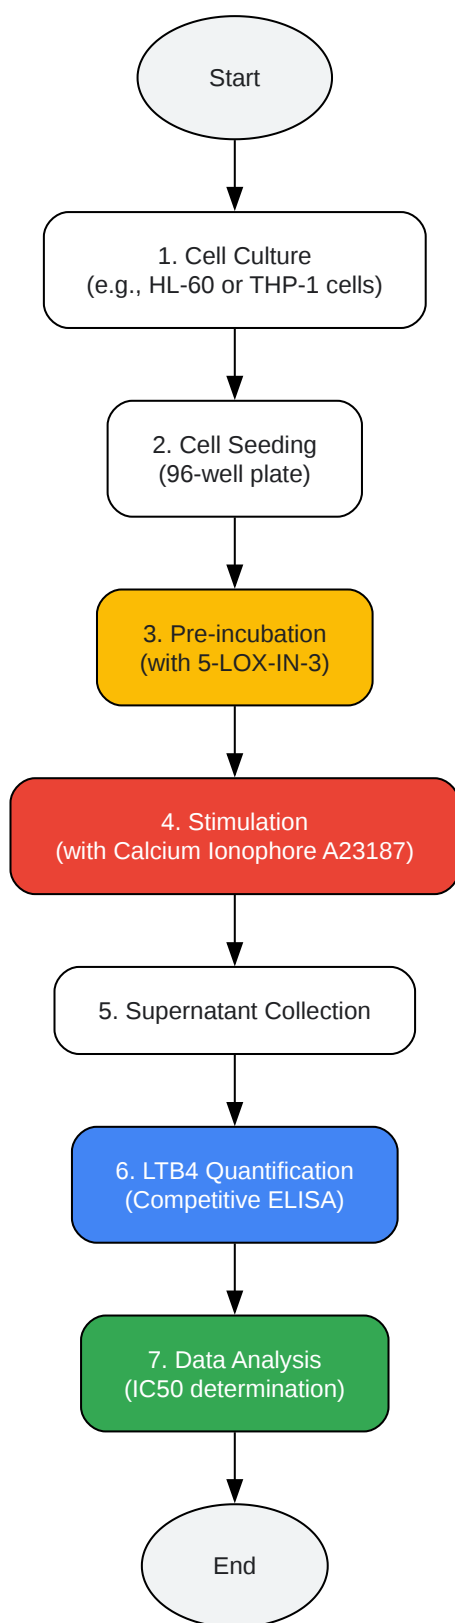 Start
1. Cell Culture
(e.g., HL-60 or THP-1 cells)
2. Cell Seeding
(96-well plate)
3. Pre-incubation
(with 5-LOX-IN-3)
4. Stimulation
(with Calcium Ionophore A23187)
5. Supernatant Collection
6. LTB4 Quantification
(Competitive ELISA)
7. Data Analysis
(IC50 determination)
End